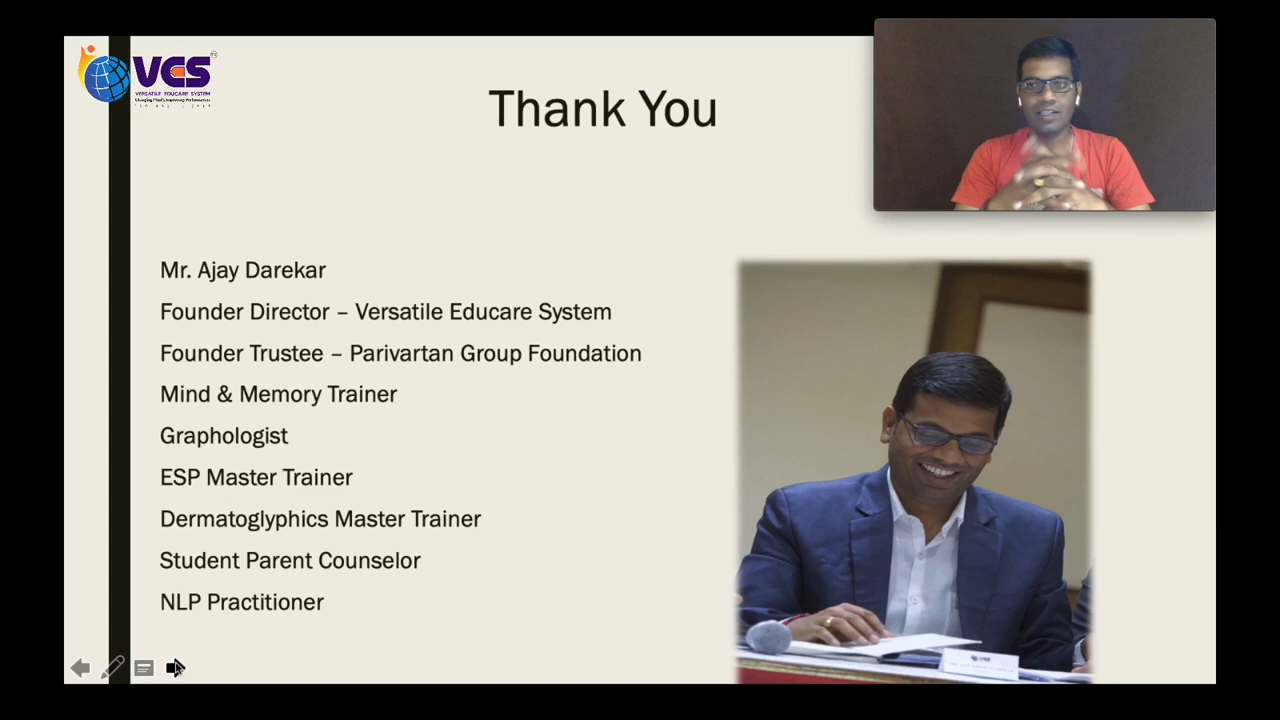 VCS
VERSATILE EDUCARE SYSTEM
Thank You
Mr. Ajay Darekar
Founder Director – Versatile Educare System
Founder Trustee – Parivartan Group Foundation
Mind & Memory Trainer
Graphologist
ESP Master Trainer
Dermatoglyphics Master Trainer
Student Parent Counselor
NLP Practitioner
VCS